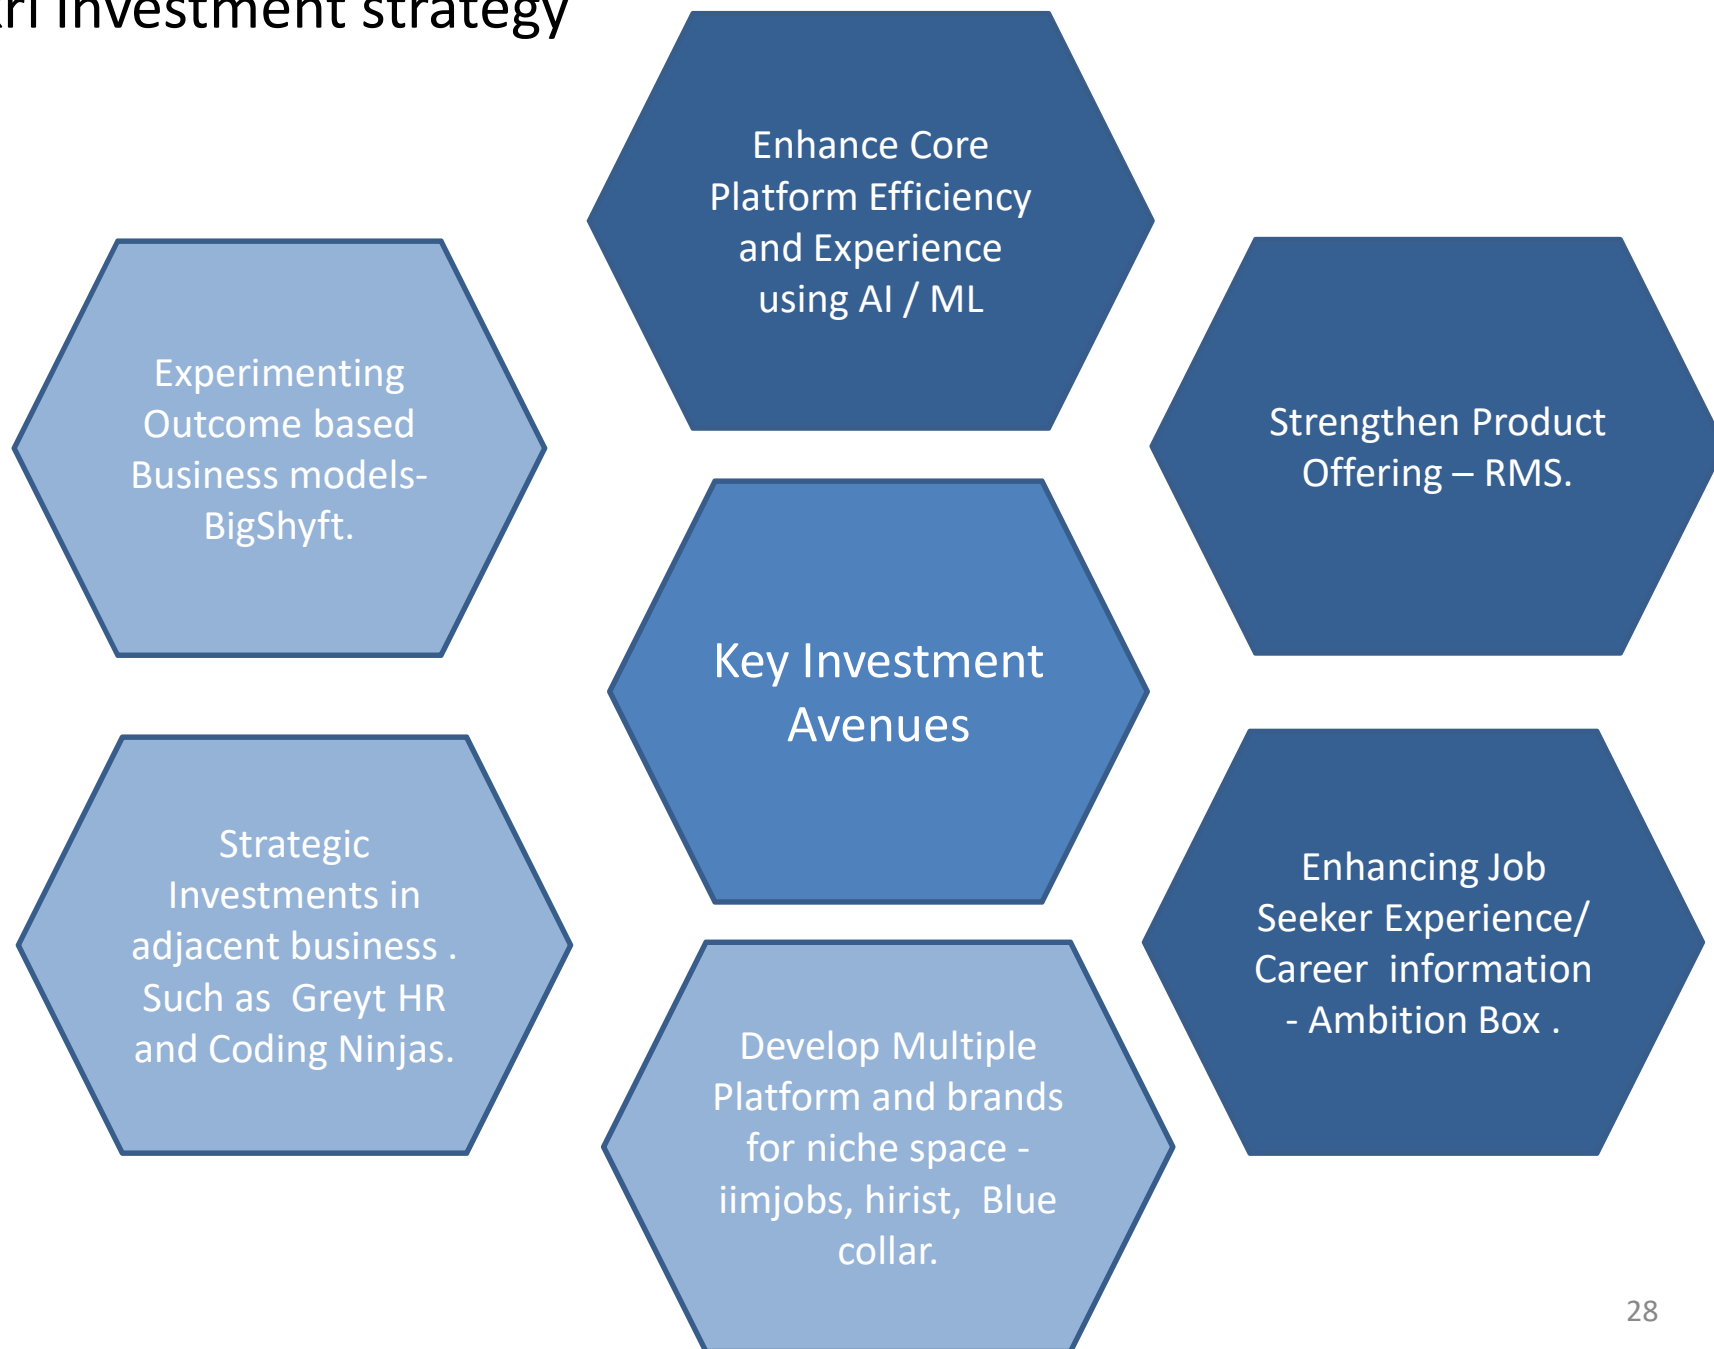 Investment strategy
Enhance Core
Platform Efficiency
and Experience
using AI / ML
Strengthen Product
Offering – RMS.
Enhancing Job
Seeker Experience/
Career  information
- Ambition Box .
Develop Multiple
Platform and brands
for niche space -
iimjobs, hirist,  Blue
collar.
Strategic
Investments in
adjacent business .
Such as  Greyt HR
and Coding Ninjas.
Experimenting
Outcome based
Business models-
BigShyft.
Key Investment
Avenues
28